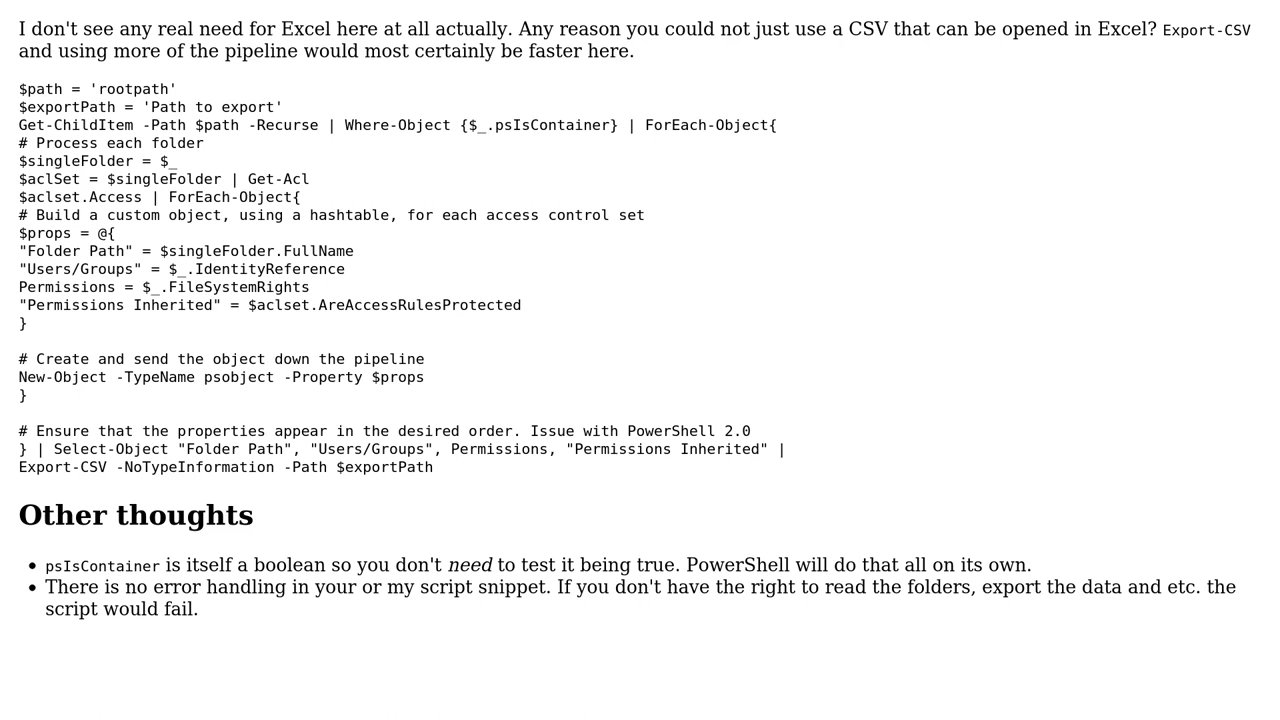 I don't see any real need for Excel here at all actually. Any reason you could not just use a CSV that can be opened in Excel? Export-CSV
and using more of the pipeline would most certainly be faster here.
$path = 'rootpath'
$exportPath = 'Path to export'
Get-ChildItem -Path $path -Recurse | Where-Object {$_.psIsContainer} | ForEach-Object{
# Process each folder
$singleFolder = $_
$aclSet = $singleFolder | Get-Acl
$aclset.Access | ForEach-Object{
# Build a custom object, using a hashtable, for each access control set
$props = @{
"Folder Path" = $singleFolder.FullName
"Users/Groups" = $_.IdentityReference
Permissions = $_.FileSystemRights
"Permissions Inherited" = $aclset.AreAccessRulesProtected
}
# Create and send the object down the pipeline
New-Object -TypeName psobject -Property $props
}
# Ensure that the properties appear in the desired order. Issue with PowerShell 2.0
} | Select-Object "Folder Path", "Users/Groups", Permissions, "Permissions Inherited" |
Export-CSV -NoTypeInformation -Path $exportPath
Other thoughts
• psIsContainer is itself a boolean so you don't need to test it being true. PowerShell will do that all on its own.
• There is no error handling in your or my script snippet. If you don't have the right to read the folders, export the data and etc. the
script would fail.